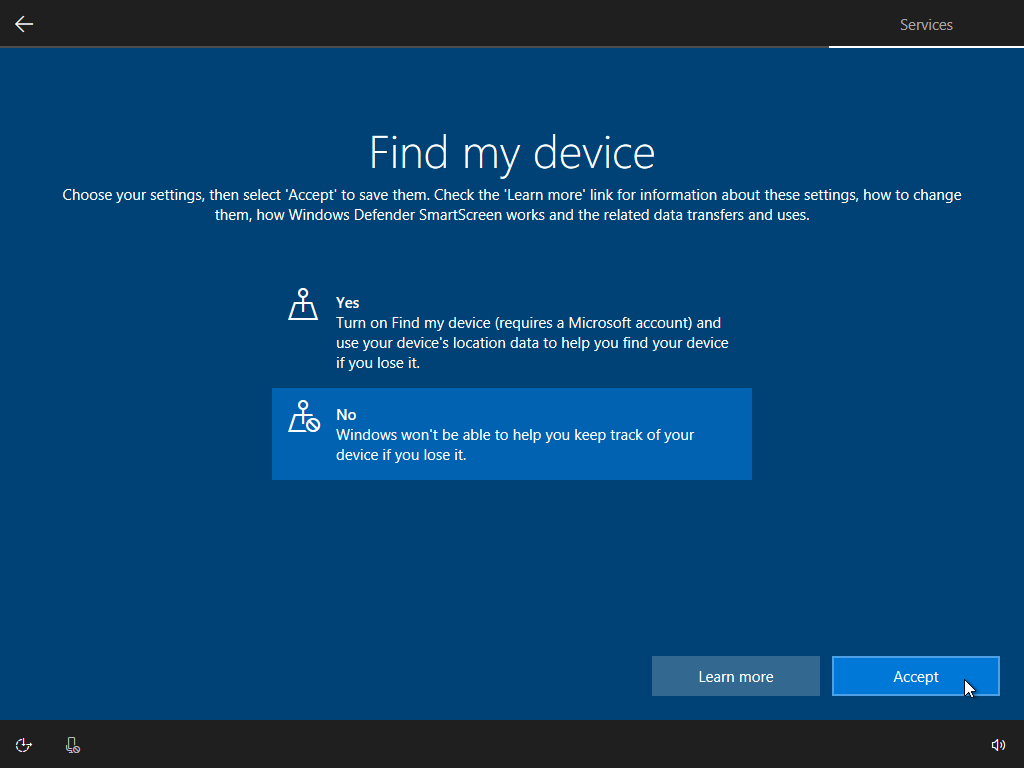 Services
Find my device
Choose your settings, then select 'Accept' to save them. Check the 'Learn more' link for information about these settings, how to change
them, how Windows Defender SmartScreen works and the related data transfers and uses.
Yes
Turn on Find my device (requires a Microsoft account) and
use your device's location data to help you find your device
if you lose it.
No
Windows won't be able to help you keep track of your
device if you lose it.
Learn more
Accept